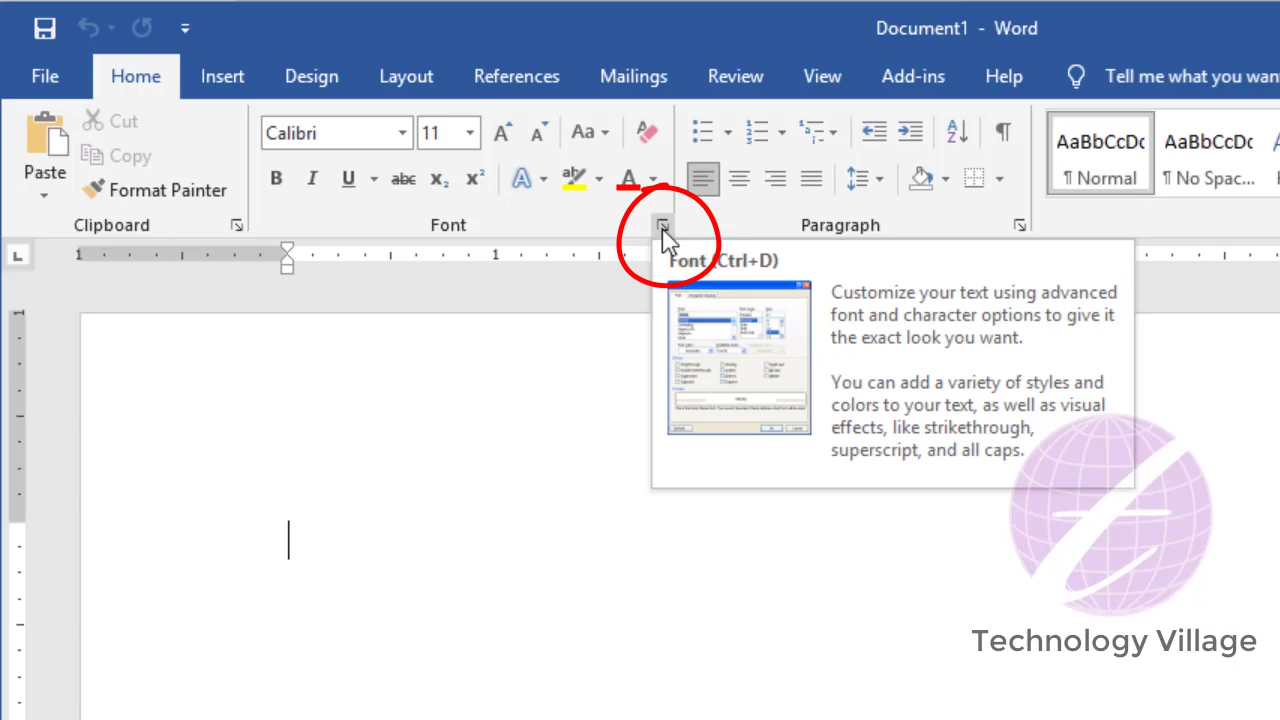 Document1 - Word
File Home Insert Design Layout References Mailings Review View Add-ins Help Tell me what you wan
Cut
Copy
Paste
Format Painter
Clipboard
Calibri 11 Aa
B I U abc X₂ X² A ab A
Font
A Z ¶
Paragraph
AaBbCcDc AaBbCcDc
¶ Normal ¶ No Spac...
L 1 1
Font (Ctrl+D)
Customize your text using advanced
font and character options to give it
the exact look you want.
You can add a variety of styles and
colors to your text, as well as visual
effects, like strikethrough,
superscript, and all caps.
Technology Village